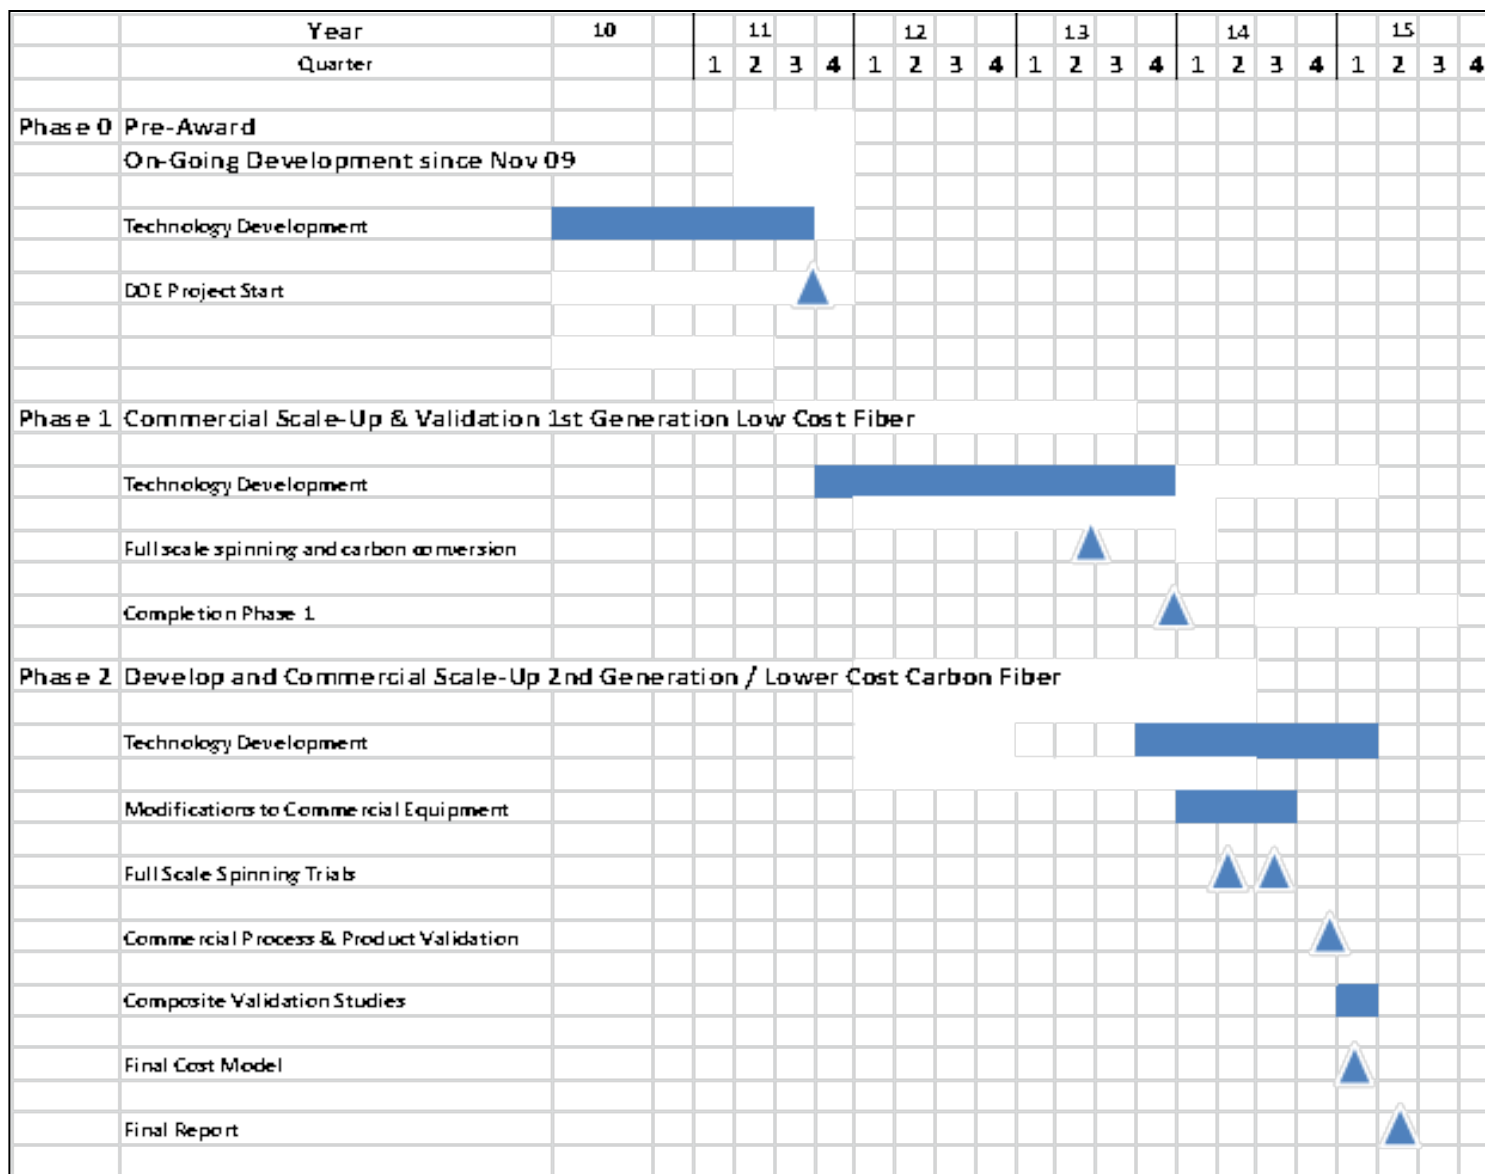 Year 10 11 12 13 14 15
Quarter 1 2 3 4 1 2 3 4 1 2 3 4 1 2 3 4 1 2 3 4
Phase 0 Pre-Award
On-Going Development since Nov 09
Technology Development
DOE Project Start
Phase 1 Commercial Scale-Up & Validation 1st Generation Low Cost Fiber
Technology Development
Full scale spinning and carbon conversion
Completion Phase 1
Phase 2 Develop and Commercial Scale-Up 2nd Generation / Lower Cost Carbon Fiber
Technology Development
Modifications to Commercial Equipment
Full Scale Spinning Trials
Commercial Process & Product Validation
Composite Validation Studies
Final Cost Model
Final Report